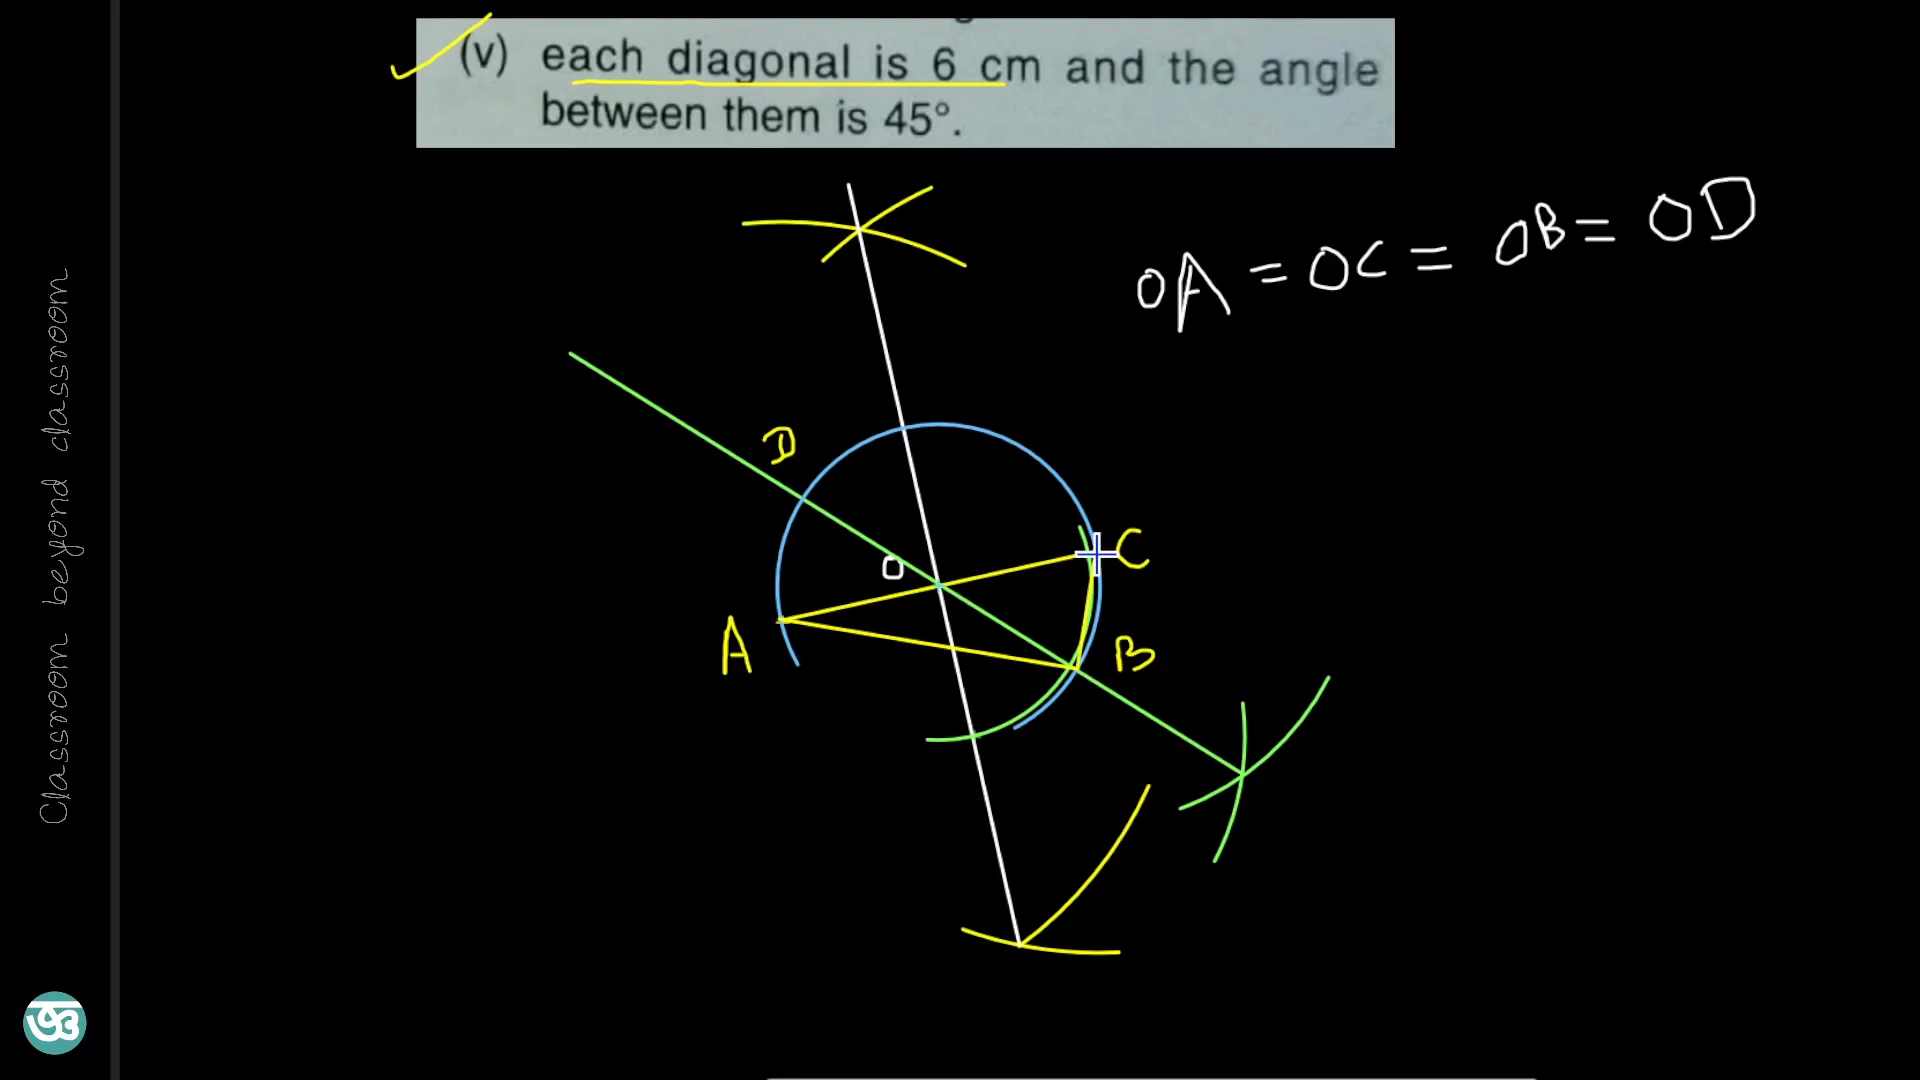 (v) each diagonal is 6 cm and the angle
between them is 45°.
OA = OC = OB = OD
D
O
C
A
B
Classroom beyond classroom